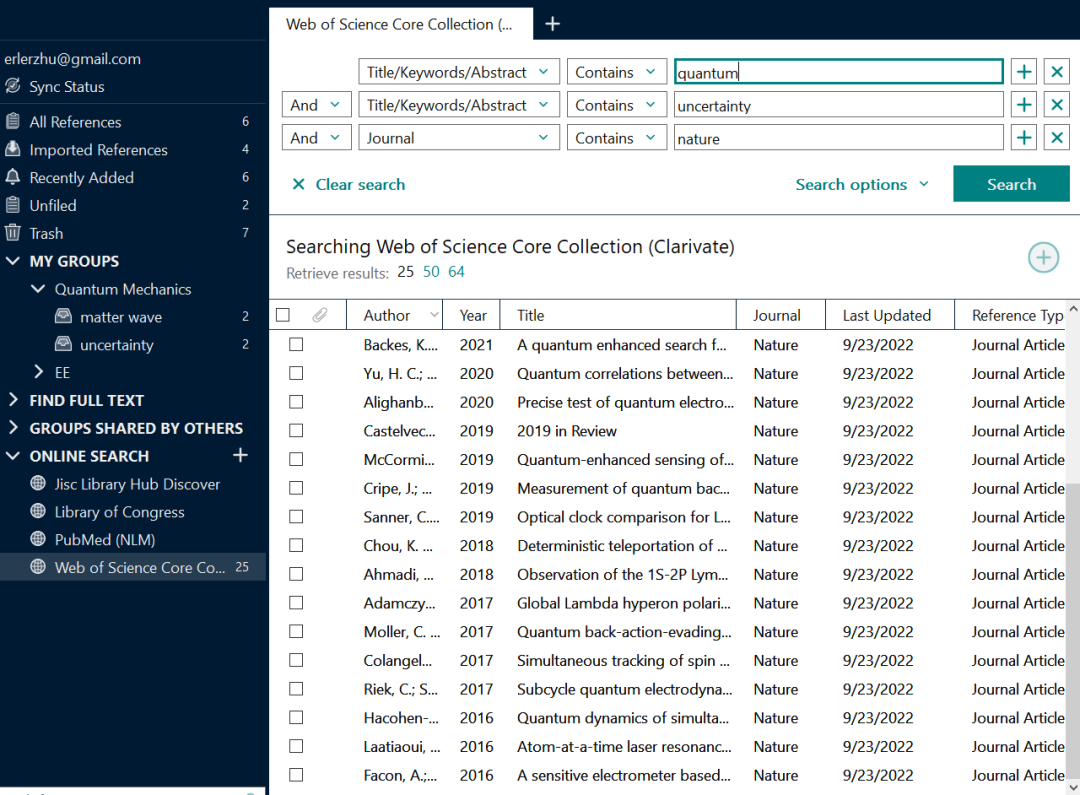 Web of Science Core Collection (...
erlerzhu@gmail.com
Sync Status
All References 6
Imported References 4
Recently Added 6
Unfiled 2
Trash 7
MY GROUPS
Quantum Mechanics
matter wave 2
uncertainty 2
EE
FIND FULL TEXT
GROUPS SHARED BY OTHERS
ONLINE SEARCH
Jisc Library Hub Discover
Library of Congress
PubMed (NLM)
Web of Science Core Co... 25
Title/Keywords/Abstract Contains quantum
And Title/Keywords/Abstract Contains uncertainty
And Journal Contains nature
Clear search Search options Search
Searching Web of Science Core Collection (Clarivate)
Retrieve results: 25 50 64
Author Year Title Journal Last Updated Reference Typ
Backes, K.... 2021 A quantum enhanced search f... Nature 9/23/2022 Journal Article
Yu, H. C.; ... 2020 Quantum correlations between... Nature 9/23/2022 Journal Article
Alighanb... 2020 Precise test of quantum electro... Nature 9/23/2022 Journal Article
Castelvec... 2019 2019 in Review Nature 9/23/2022 Journal Article
McCormi... 2019 Quantum-enhanced sensing of... Nature 9/23/2022 Journal Article
Cripe, J.; ... 2019 Measurement of quantum bac... Nature 9/23/2022 Journal Article
Sanner, C.... 2019 Optical clock comparison for L... Nature 9/23/2022 Journal Article
Chou, K. ... 2018 Deterministic teleportation of ... Nature 9/23/2022 Journal Article
Ahmadi, ... 2018 Observation of the 1S-2P Lym... Nature 9/23/2022 Journal Article
Adamczy... 2017 Global Lambda hyperon polari... Nature 9/23/2022 Journal Article
Moller, C. ... 2017 Quantum back-action-evading... Nature 9/23/2022 Journal Article
Colangel... 2017 Simultaneous tracking of spin ... Nature 9/23/2022 Journal Article
Riek, C.; S... 2017 Subcycle quantum electrodyna... Nature 9/23/2022 Journal Article
Hacohen-... 2016 Quantum dynamics of simulta... Nature 9/23/2022 Journal Article
Laatiaoui, ... 2016 Atom-at-a-time laser resonanc... Nature 9/23/2022 Journal Article
Facon, A.;... 2016 A sensitive electrometer based... Nature 9/23/2022 Journal Article